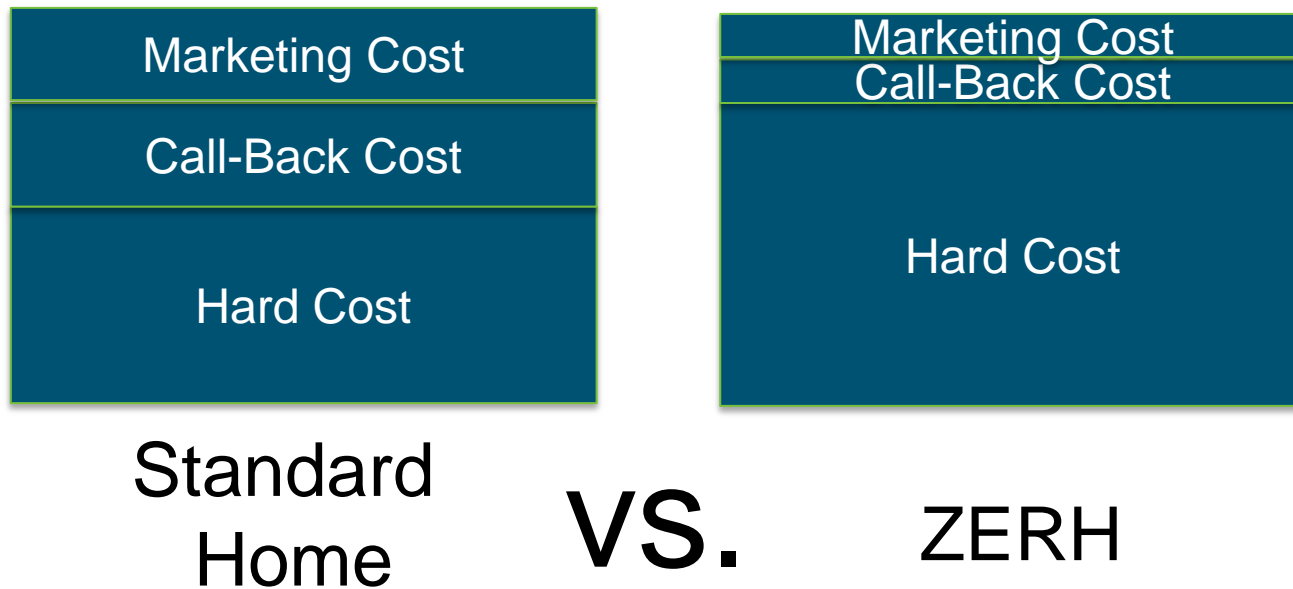 Marketing Cost
Call-Back Cost
Hard Cost
Standard
Home
vs.
Marketing Cost
Call-Back Cost
Hard Cost
ZERH